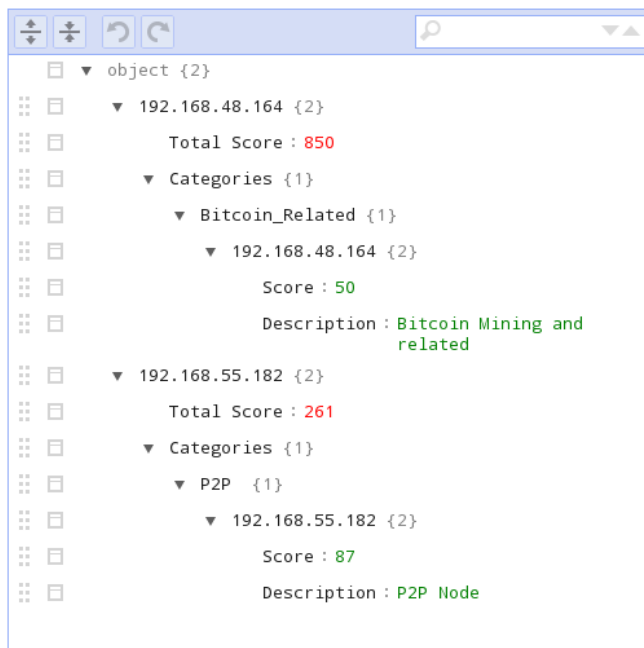 object {2}
192.168.48.164 {2}
Total Score : 850
Categories {1}
Bitcoin_Related {1}
192.168.48.164 {2}
Score : 50
Description : Bitcoin Mining and
related
192.168.55.182 {2}
Total Score : 261
Categories {1}
P2P {1}
192.168.55.182 {2}
Score : 87
Description : P2P Node